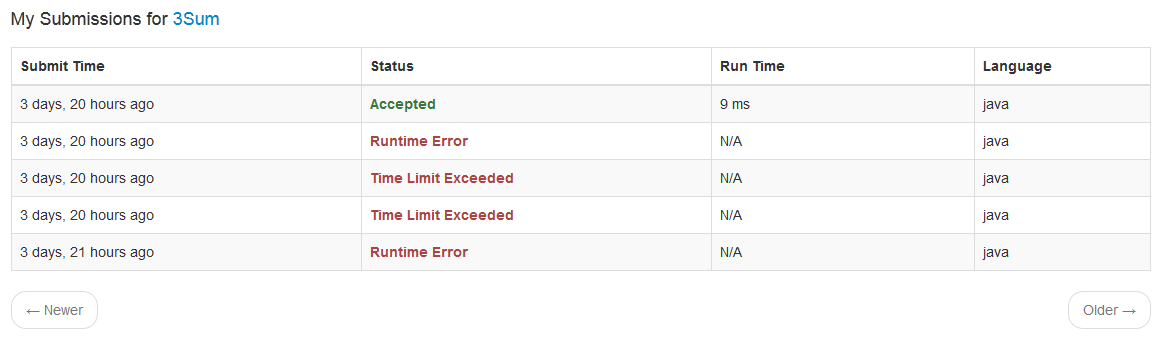 My Submissions for 3Sum
Submit Time Status Run Time Language
3 days, 20 hours ago Accepted 9 ms java
3 days, 20 hours ago Runtime Error N/A java
3 days, 20 hours ago Time Limit Exceeded N/A java
3 days, 20 hours ago Time Limit Exceeded N/A java
3 days, 21 hours ago Runtime Error N/A java
← Newer Older →